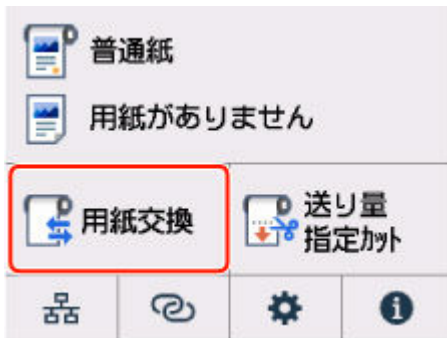 普通紙
用紙がありません
用紙交換
送り量
指定ｶｯﾄ